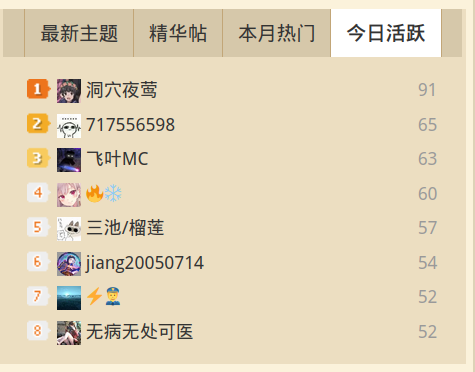 最新主题 精华帖 本月热门 今日活跃
1 洞穴夜莺 91
2 717556598 65
3 飞叶MC 63
4 🔥❄️ 60
5 三池/榴莲 57
6 jiang20050714 54
7 ⚡👮 52
8 无病无处可医 52